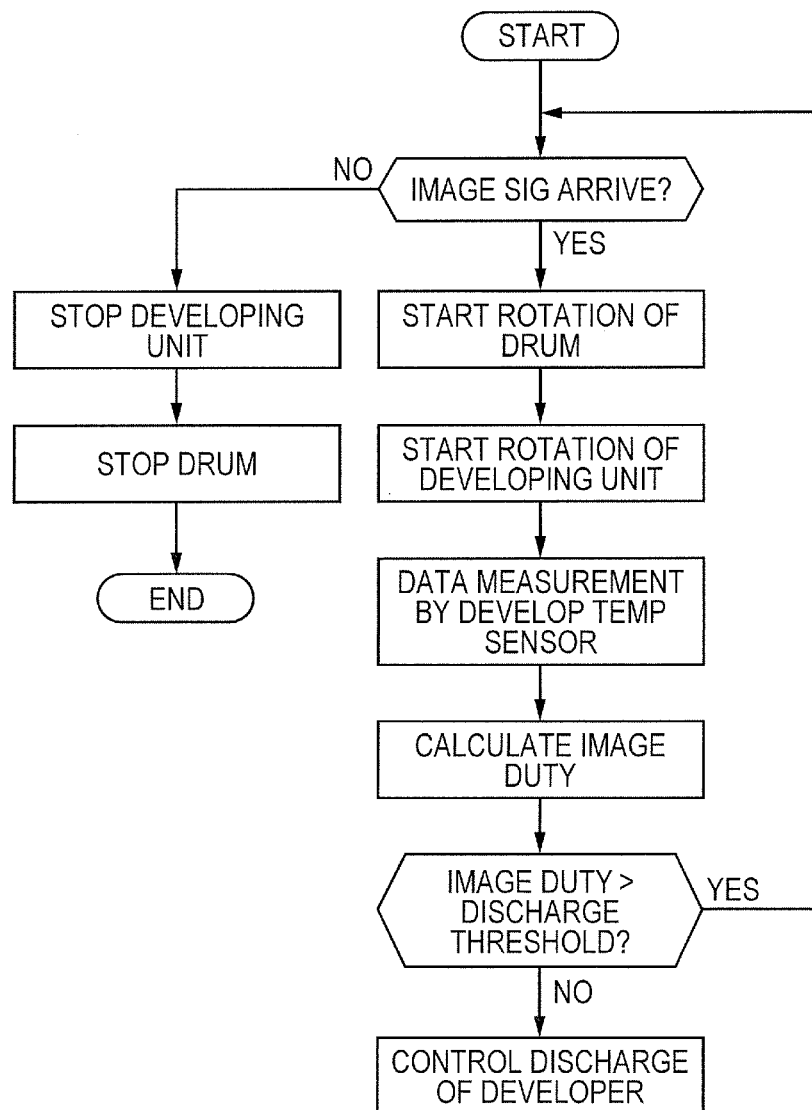 START
NO
IMAGE SIG ARRIVE?
YES
STOP DEVELOPING
UNIT
START ROTATION OF
DRUM
STOP DRUM
START ROTATION OF
DEVELOPING UNIT
END
DATA MEASUREMENT
BY DEVELOP TEMP
SENSOR
CALCULATE IMAGE
DUTY
IMAGE DUTY >
DISCHARGE
THRESHOLD?
YES
NO
CONTROL DISCHARGE
OF DEVELOPER